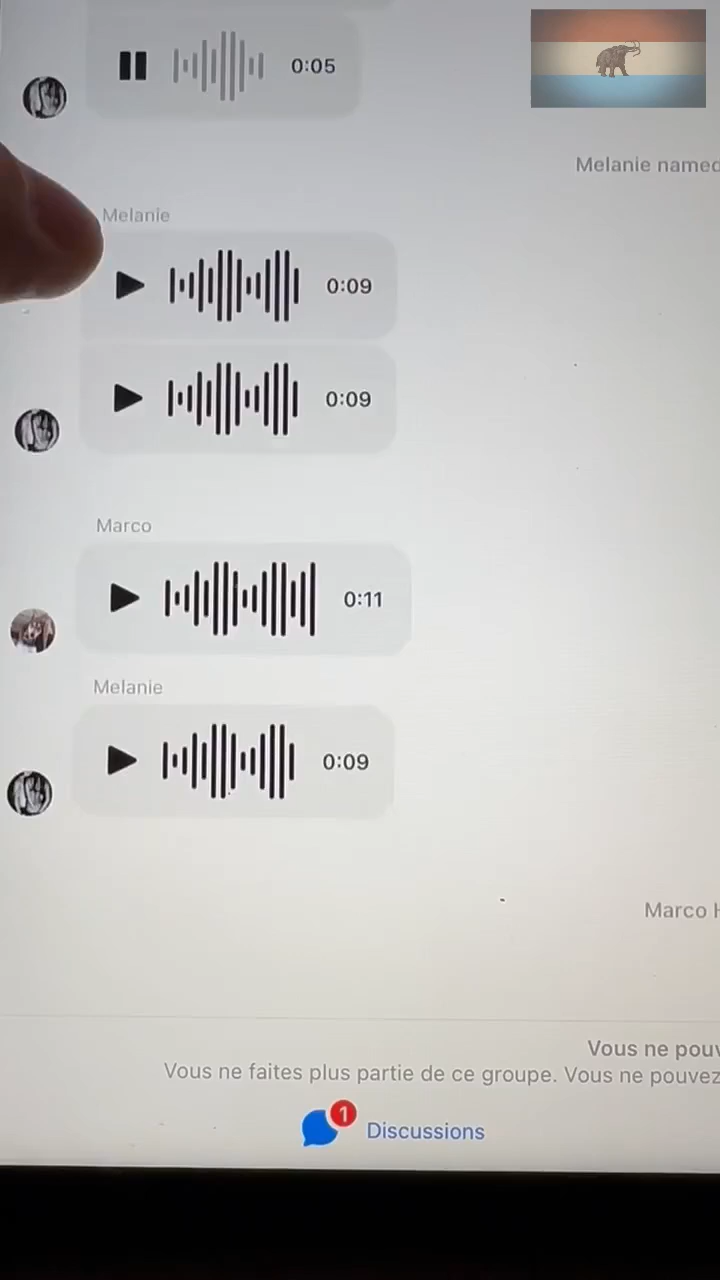 0:05
Melanie named
Melanie
0:09
0:09
Marco
0:11
Melanie
0:09
Marco
Vous ne pouv
Vous ne faites plus partie de ce groupe. Vous ne pouvez
1
Discussions